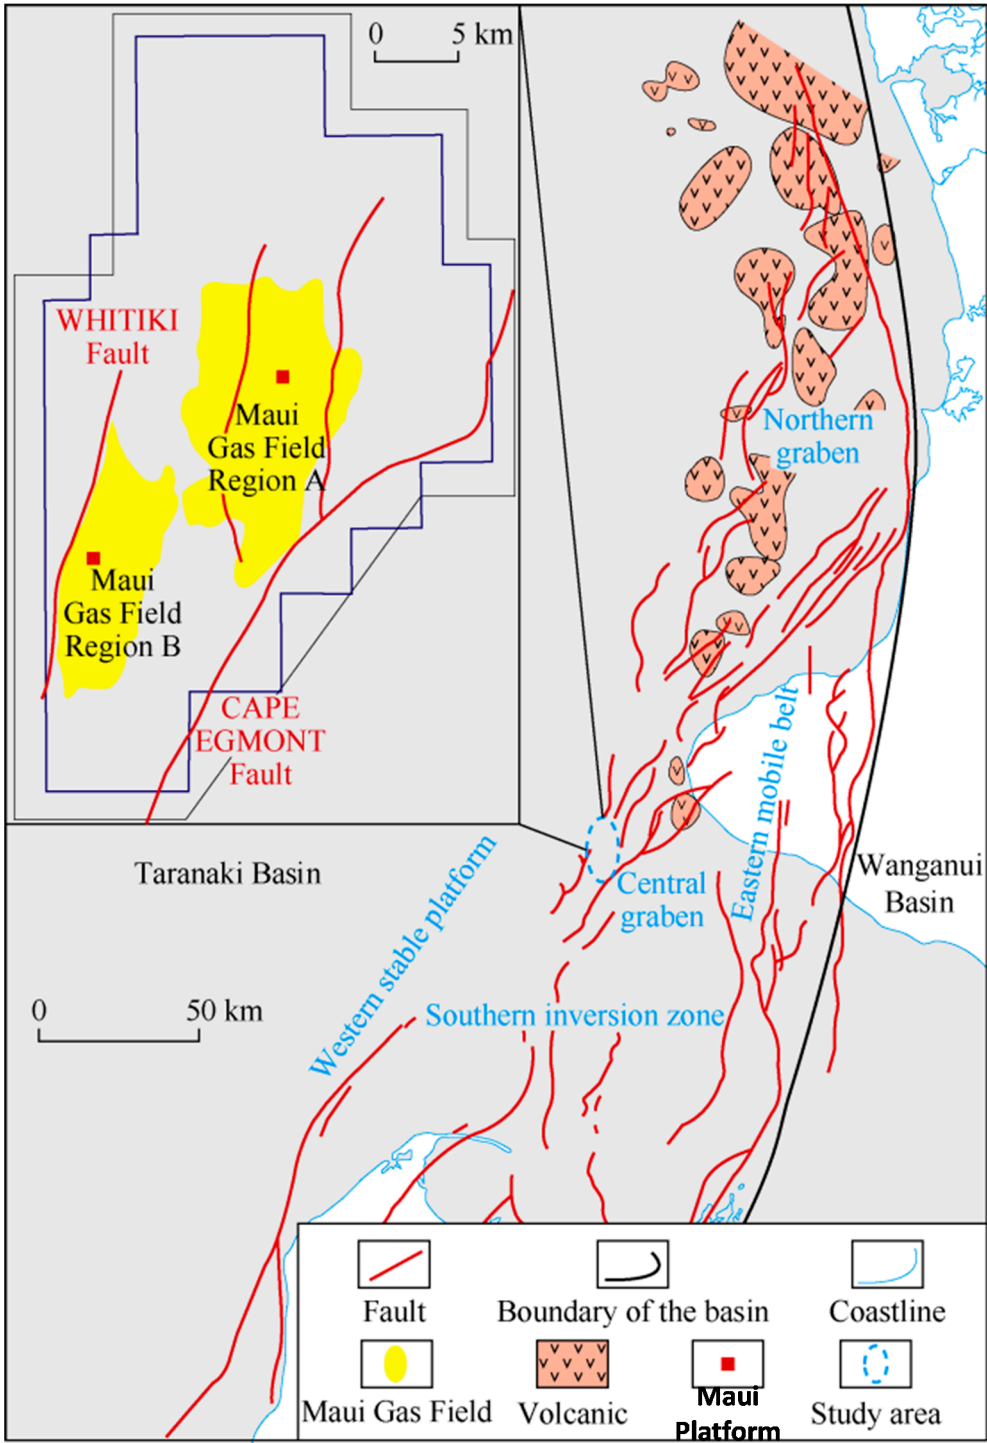 0 5 km
WHITIKI
Fault
Maui
Gas Field
Region A
Maui
Gas Field
Region B
CAPE
EGMONT
Fault
Northern
graben
Eastern mobile belt
Taranaki Basin
Western stable platform
Central
graben
Wanganui
Basin
0 50 km
Southern inversion zone
Fault
Boundary of the basin
Coastline
Maui Gas Field
Volcanic
Maui
Platform
Study area